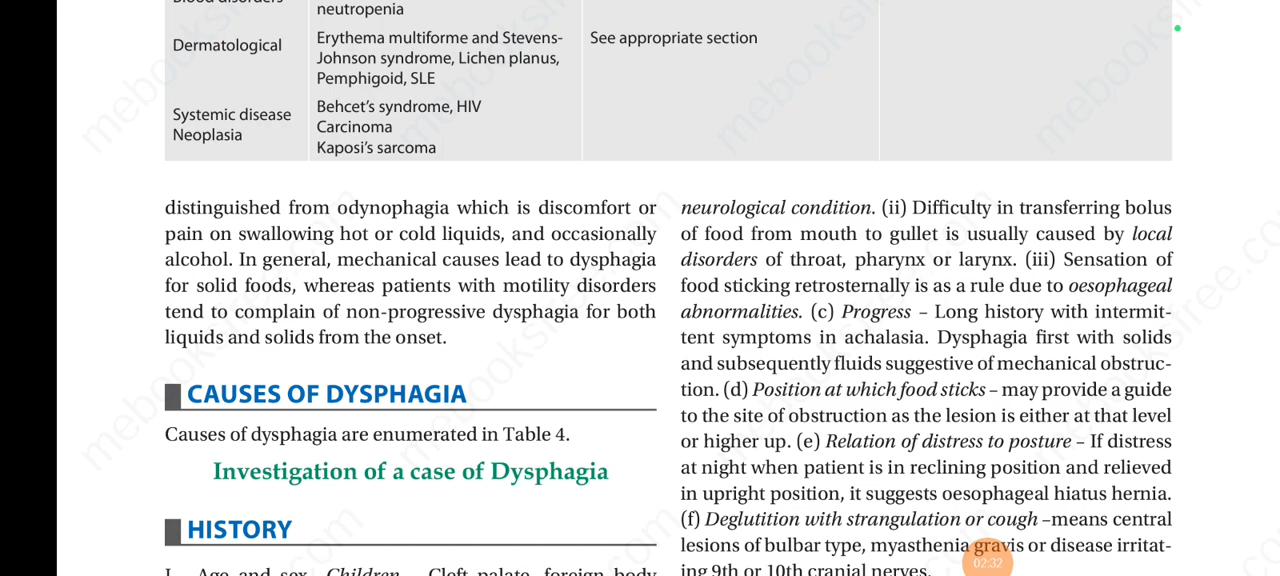 neutropenia
Dermatological
Erythema multiforme and Stevens-
Johnson syndrome, Lichen planus,
Pemphigoid, SLE
See appropriate section
Systemic disease
Neoplasia
Behcet's syndrome, HIV
Carcinoma
Kaposi's sarcoma
distinguished from odynophagia which is discomfort or
pain on swallowing hot or cold liquids, and occasionally
alcohol. In general, mechanical causes lead to dysphagia
for solid foods, whereas patients with motility disorders
tend to complain of non-progressive dysphagia for both
liquids and solids from the onset.
CAUSES OF DYSPHAGIA
Causes of dysphagia are enumerated in Table 4.
Investigation of a case of Dysphagia
HISTORY
I. Age and sex – Children – Cleft palate, foreign body
neurological condition. (ii) Difficulty in transferring bolus
of food from mouth to gullet is usually caused by local
disorders of throat, pharynx or larynx. (iii) Sensation of
food sticking retrosternally is as a rule due to oesophageal
abnormalities. (c) Progress – Long history with intermit-
tent symptoms in achalasia. Dysphagia first with solids
and subsequently fluids suggestive of mechanical obstruc-
tion. (d) Position at which food sticks – may provide a guide
to the site of obstruction as the lesion is either at that level
or higher up. (e) Relation of distress to posture – If distress
at night when patient is in reclining position and relieved
in upright position, it suggests oesophageal hiatus hernia.
(f) Deglutition with strangulation or cough –means central
lesions of bulbar type, myasthenia gravis or disease irritat-
ing 9th or 10th cranial nerves.
02:32